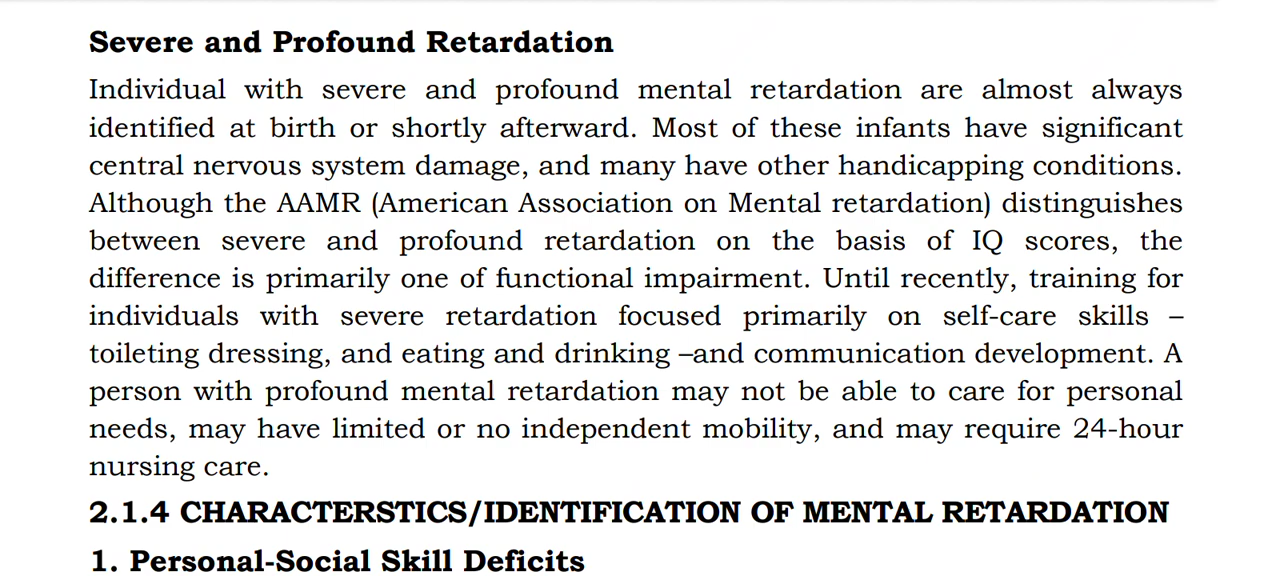 Severe and Profound Retardation
Individual with severe and profound mental retardation are almost always
identified at birth or shortly afterward. Most of these infants have significant
central nervous system damage, and many have other handicapping conditions.
Although the AAMR (American Association on Mental retardation) distinguishes
between severe and profound retardation on the basis of IQ scores, the
difference is primarily one of functional impairment. Until recently, training for
individuals with severe retardation focused primarily on self-care skills –
toileting dressing, and eating and drinking –and communication development. A
person with profound mental retardation may not be able to care for personal
needs, may have limited or no independent mobility, and may require 24-hour
nursing care.
2.1.4 CHARACTERSTICS/IDENTIFICATION OF MENTAL RETARDATION
1. Personal-Social Skill Deficits